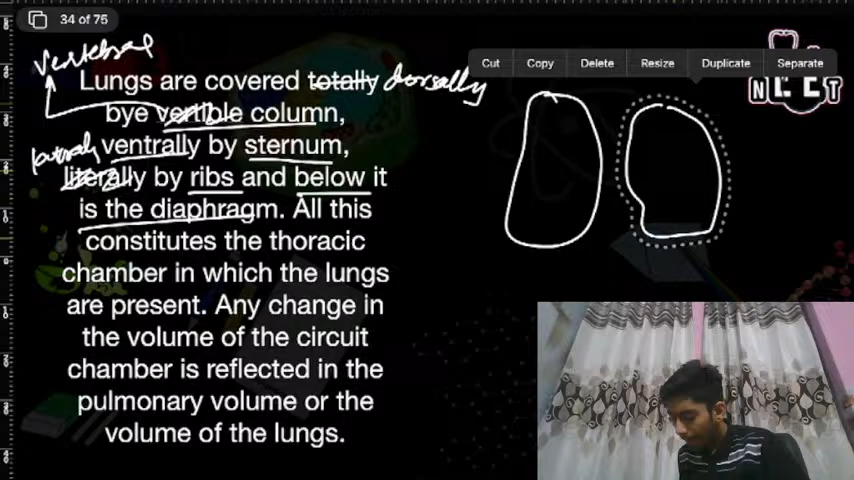 34 of 75
Cut Copy Delete Resize Duplicate Separate
NEET
vertebral
Lungs are covered totally dorsally
bye vertible column,
ventrally by sternum,
laterally
literally by ribs and below it
is the diaphragm. All this
constitutes the thoracic
chamber in which the lungs
are present. Any change in
the volume of the circuit
chamber is reflected in the
pulmonary volume or the
volume of the lungs.